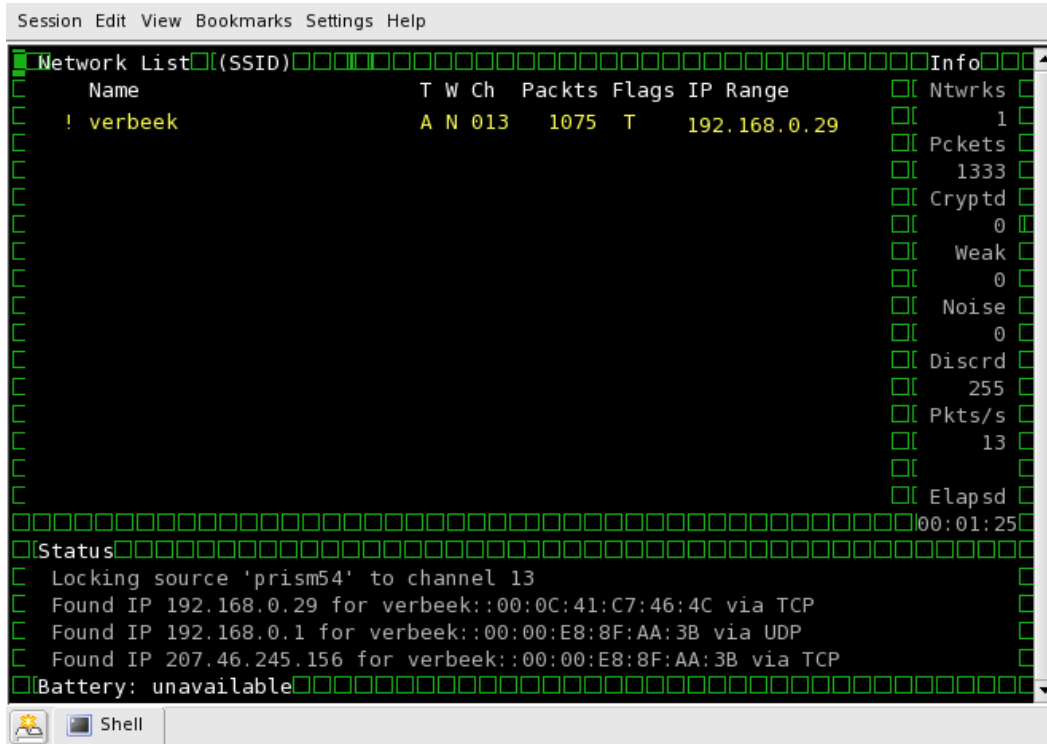 Session Edit View Bookmarks Settings Help
Network List (SSID) Info
Name T W Ch Packts Flags IP Range Ntwrks
! verbeek A N 013 1075 T 192.168.0.29 1
Pckets
1333
Cryptd
0
Weak
0
Noise
0
Discrd
255
Pkts/s
13
Elapsd
00:01:25
Status
Locking source 'prism54' to channel 13
Found IP 192.168.0.29 for verbeek::00:0C:41:C7:46:4C via TCP
Found IP 192.168.0.1 for verbeek::00:00:E8:8F:AA:3B via UDP
Found IP 207.46.245.156 for verbeek::00:00:E8:8F:AA:3B via TCP
Battery: unavailable
Shell